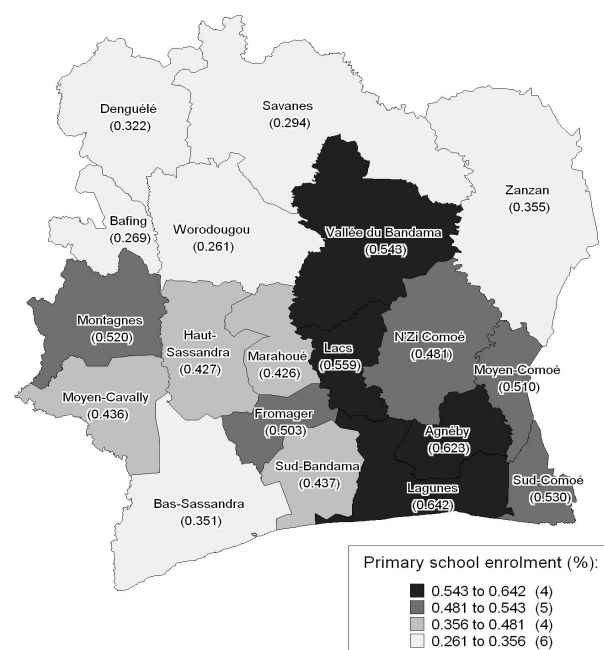 Denguélé
(0.322)
Savanes
(0.294)
Zanzan
(0.355)
Bafing
(0.269)
Worodougou
(0.261)
Vallée du Bandama
(0.543)
Montagnes
(0.520)
Haut-
Sassandra
(0.427)
Marahoué
(0.426)
Lacs
(0.559)
N'Zi Comoé
(0.481)
Moyen-Comoé
(0.510)
Moyen-Cavally
(0.436)
Fromager
(0.503)
Agnéby
(0.623)
Sud-Bandama
(0.437)
Lagunes
(0.642)
Sud-Comoé
(0.530)
Bas-Sassandra
(0.351)
Primary school enrolment (%):
0.543 to 0.642 (4)
0.481 to 0.543 (5)
0.356 to 0.481 (4)
0.261 to 0.356 (6)